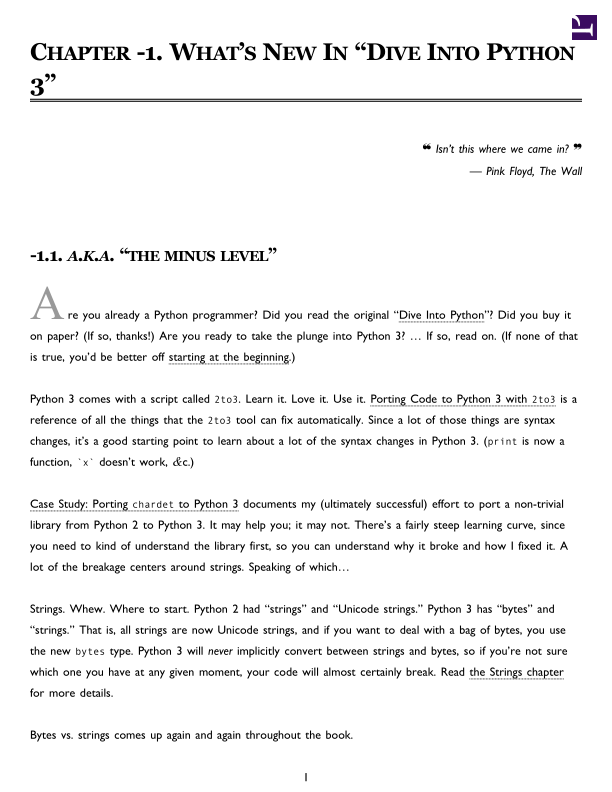 CHAPTER -1. WHAT'S NEW IN “DIVE INTO PYTHON
3”
❝ Isn't this where we came in? ❞
— Pink Floyd, The Wall
-1.1. A.K.A. “THE MINUS LEVEL”
Are you already a Python programmer? Did you read the original “Dive Into Python”? Did you buy it
on paper? (If so, thanks!) Are you ready to take the plunge into Python 3? … If so, read on. (If none of that
is true, you'd be better off starting at the beginning.)
Python 3 comes with a script called 2to3. Learn it. Love it. Use it. Porting Code to Python 3 with 2to3 is a
reference of all the things that the 2to3 tool can fix automatically. Since a lot of those things are syntax
changes, it's a good starting point to learn about a lot of the syntax changes in Python 3. (print is now a
function, `x` doesn't work, &c.)
Case Study: Porting chardet to Python 3 documents my (ultimately successful) effort to port a non-trivial
library from Python 2 to Python 3. It may help you; it may not. There's a fairly steep learning curve, since
you need to kind of understand the library first, so you can understand why it broke and how I fixed it. A
lot of the breakage centers around strings. Speaking of which…
Strings. Whew. Where to start. Python 2 had “strings” and “Unicode strings.” Python 3 has “bytes” and
“strings.” That is, all strings are now Unicode strings, and if you want to deal with a bag of bytes, you use
the new bytes type. Python 3 will never implicitly convert between strings and bytes, so if you're not sure
which one you have at any given moment, your code will almost certainly break. Read the Strings chapter
for more details.
Bytes vs. strings comes up again and again throughout the book.
1